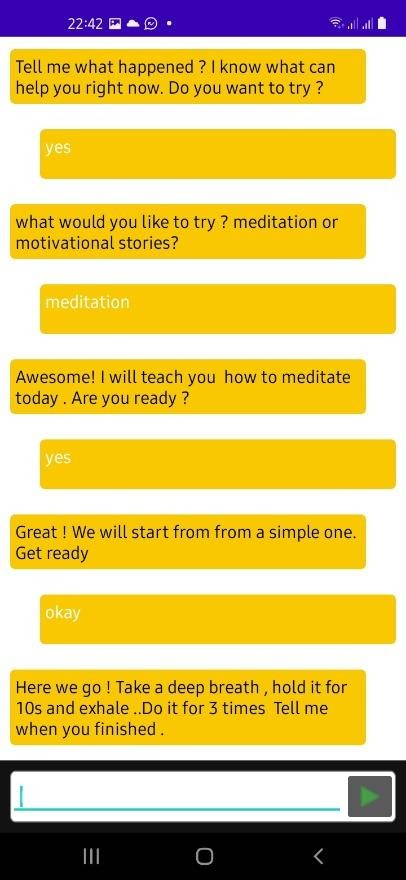 22:42
Tell me what happened ? I know what can
help you right now. Do you want to try ?
yes
what would you like to try ? meditation or
motivational stories?
meditation
Awesome! I will teach you  how to meditate
today . Are you ready ?
yes
Great ! We will start from from a simple one.
Get ready
okay
Here we go ! Take a deep breath , hold it for
10s and exhale ..Do it for 3 times  Tell me
when you finished .